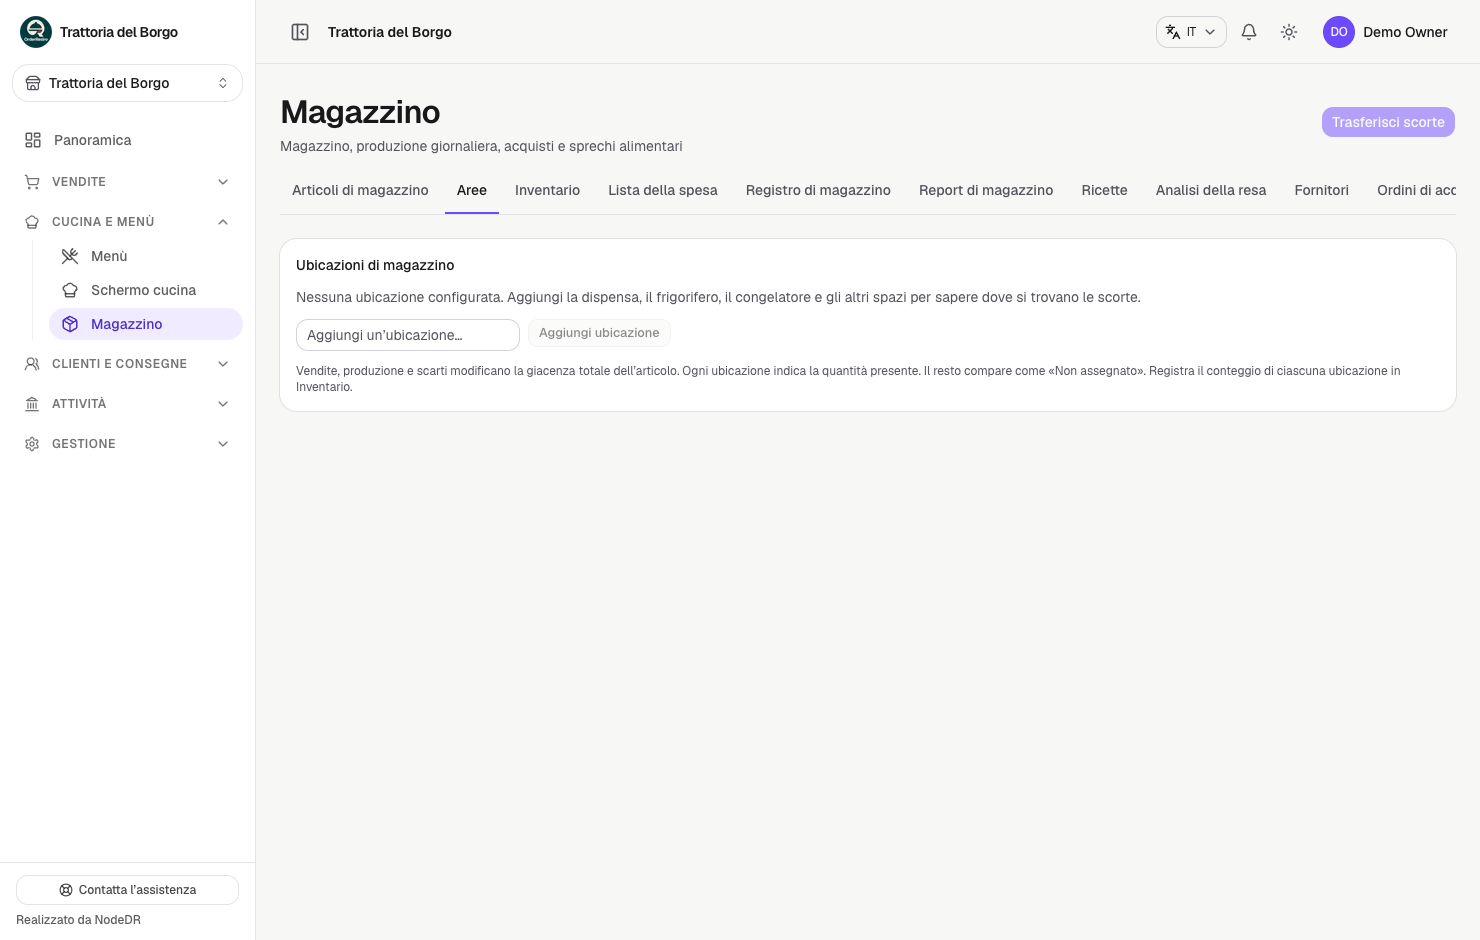 Trattoria del Borgo
Trattoria del Borgo
Panoramica
VENDITE
CUCINA E MENÙ
Menù
Schermo cucina
Magazzino
CLIENTI E CONSEGNE
ATTIVITÀ
GESTIONE
Contatta l'assistenza
Realizzato da NodeDR
Trattoria del Borgo
IT
DO
Demo Owner
Magazzino
Magazzino, produzione giornaliera, acquisti e sprechi alimentari
Trasferisci scorte
Articoli di magazzino Aree Inventario Lista della spesa Registro di magazzino Report di magazzino Ricette Analisi della resa Fornitori Ordini di acq
Ubicazioni di magazzino
Nessuna ubicazione configurata. Aggiungi la dispensa, il frigorifero, il congelatore e gli altri spazi per sapere dove si trovano le scorte.
Aggiungi un'ubicazione…
Aggiungi ubicazione
Vendite, produzione e scarti modificano la giacenza totale dell'articolo. Ogni ubicazione indica la quantità presente. Il resto compare come «Non assegnato». Registra il conteggio di ciascuna ubicazione in
Inventario.